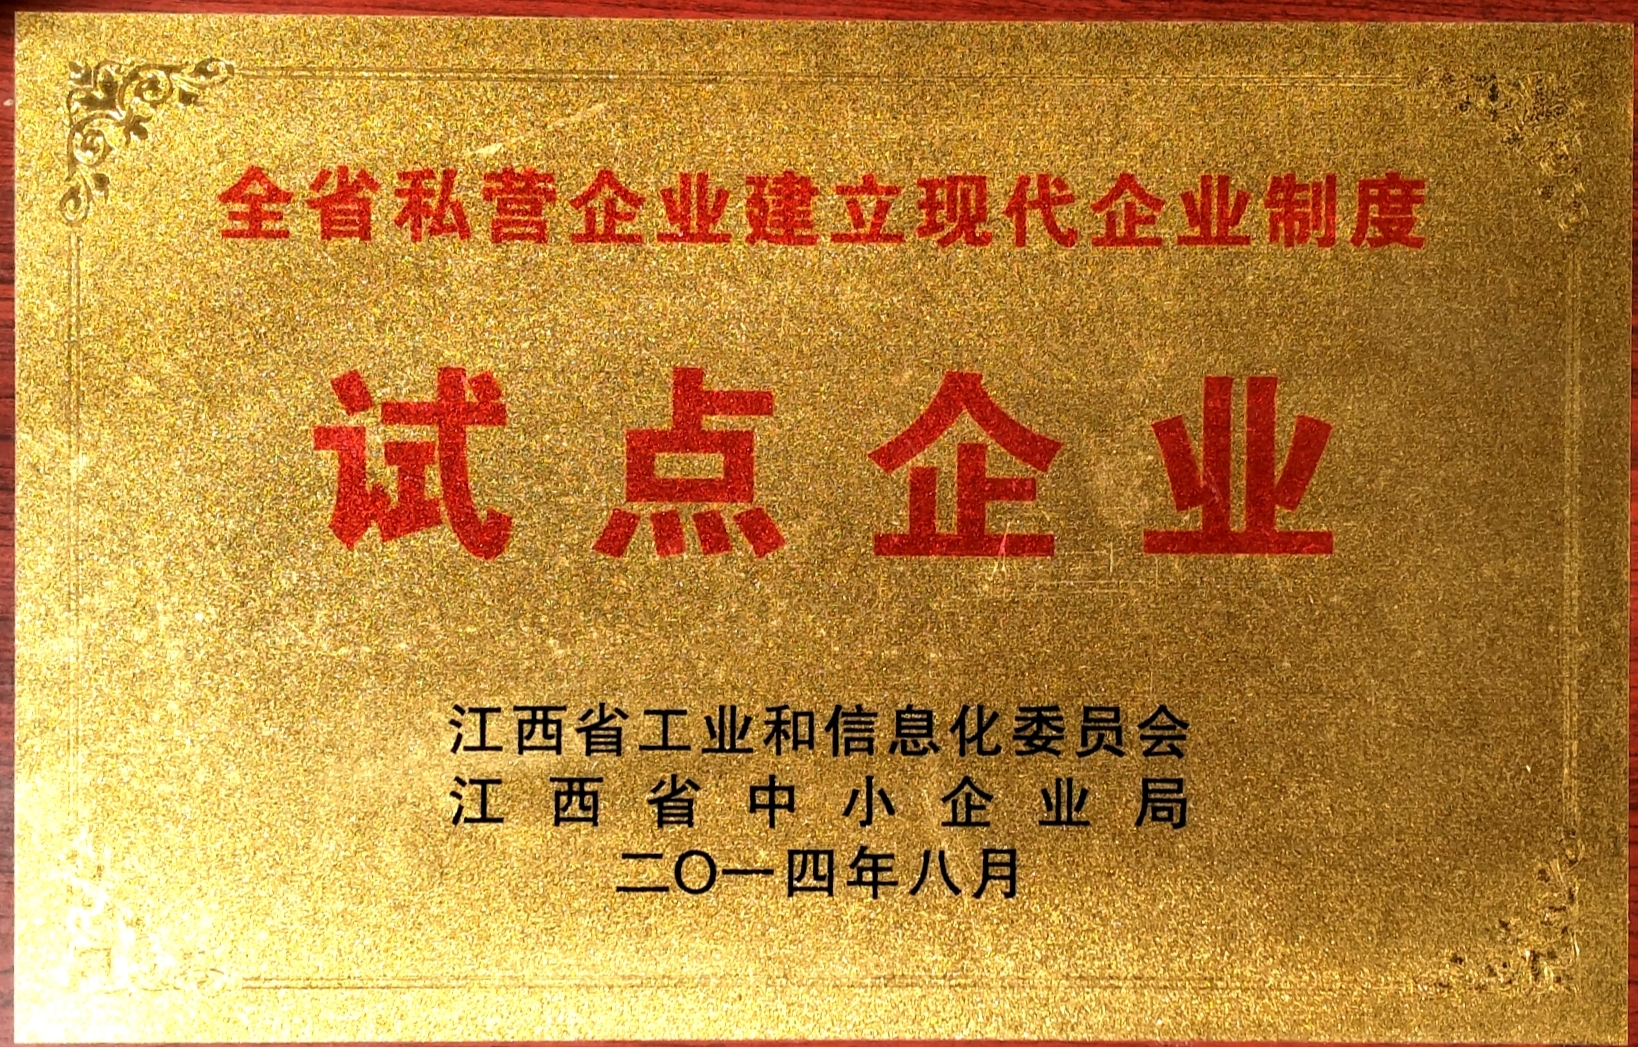 全省私营企业建立现代企业制度
试点企业
江西省工业和信息化委员会
江西省中小企业局
二〇一四年八月